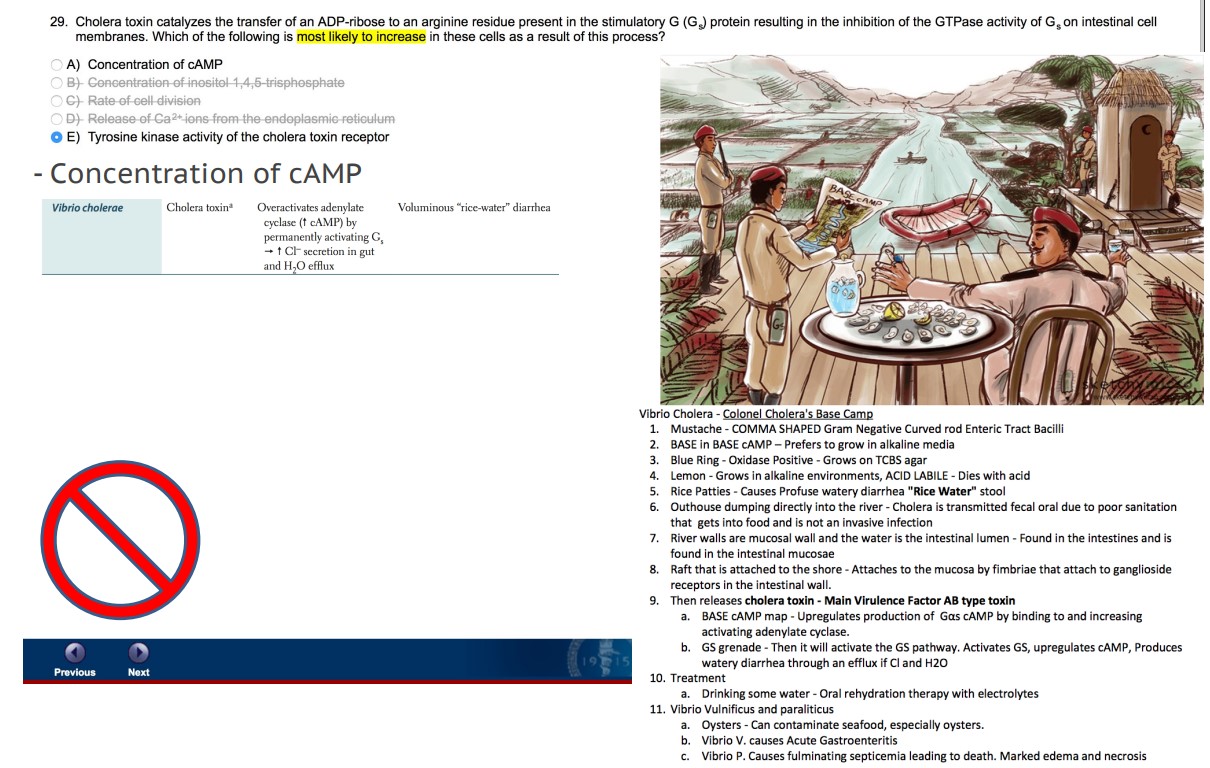 29. Cholera toxin catalyzes the transfer of an ADP-ribose to an arginine residue present in the stimulatory G (Gs) protein resulting in the inhibition of the GTPase activity of Gs on intestinal cell
membranes. Which of the following is most likely to increase in these cells as a result of this process?
A) Concentration of cAMP
B) Concentration of inositol 1,4,5-trisphosphate
C) Rate of cell division
D) Release of Ca2+ ions from the endoplasmic reticulum
E) Tyrosine kinase activity of the cholera toxin receptor
- Concentration of cAMP
Vibrio cholerae
Cholera toxina
Overactivates adenylate
cyclase (↑ cAMP) by
permanently activating Gs
→ ↑ Cl− secretion in gut
and H2O efflux
Voluminous “rice-water” diarrhea
BASE cAMP
Gs
sketchy
Vibrio Cholera - Colonel Cholera's Base Camp
1. Mustache - COMMA SHAPED Gram Negative Curved rod Enteric Tract Bacilli
2. BASE in BASE cAMP – Prefers to grow in alkaline media
3. Blue Ring - Oxidase Positive - Grows on TCBS agar
4. Lemon - Grows in alkaline environments, ACID LABILE - Dies with acid
5. Rice Patties - Causes Profuse watery diarrhea "Rice Water" stool
6. Outhouse dumping directly into the river - Cholera is transmitted fecal oral due to poor sanitation
that gets into food and is not an invasive infection
7. River walls are mucosal wall and the water is the intestinal lumen - Found in the intestines and is
found in the intestinal mucosae
8. Raft that is attached to the shore - Attaches to the mucosa by fimbriae that attach to ganglioside
receptors in the intestinal wall.
9. Then releases cholera toxin - Main Virulence Factor AB type toxin
a. BASE cAMP map - Upregulates production of Gαs cAMP by binding to and increasing
activating adenylate cyclase.
b. GS grenade - Then it will activate the GS pathway. Activates GS, upregulates cAMP, Produces
watery diarrhea through an efflux if Cl and H2O
10. Treatment
a. Drinking some water - Oral rehydration therapy with electrolytes
11. Vibrio Vulnificus and paraliticus
a. Oysters - Can contaminate seafood, especially oysters.
b. Vibrio V. causes Acute Gastroenteritis
c. Vibrio P. Causes fulminating septicemia leading to death. Marked edema and necrosis
Previous
Next
1915